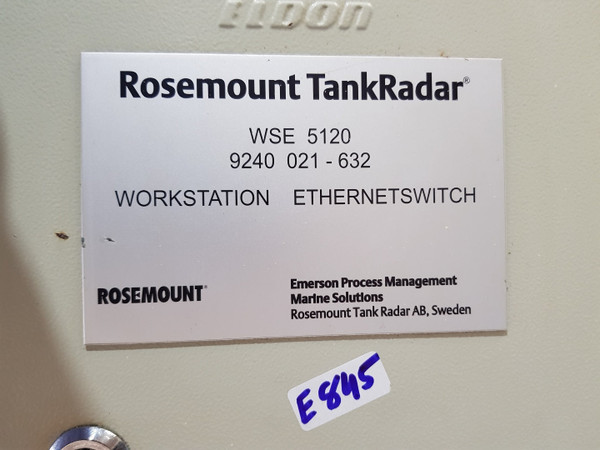 ELDON
Rosemount TankRadar®
WSE 5120
9240 021 - 632
WORKSTATION ETHERNETSWITCH
ROSEMOUNT®
Emerson Process Management
Marine Solutions
Rosemount Tank Radar AB, Sweden
E845